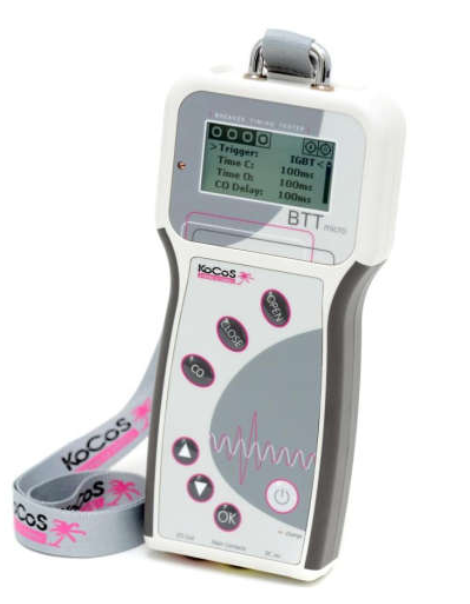 BREAKER TIMING TESTER
> Trigger: IGBT <
Time C: 100ms
Time O: 100ms
CO Delay: 100ms
BTT micro
KoCoS
OPEN
CLOSE
CO
OK
KoCoS
KoCoS
KoCoS